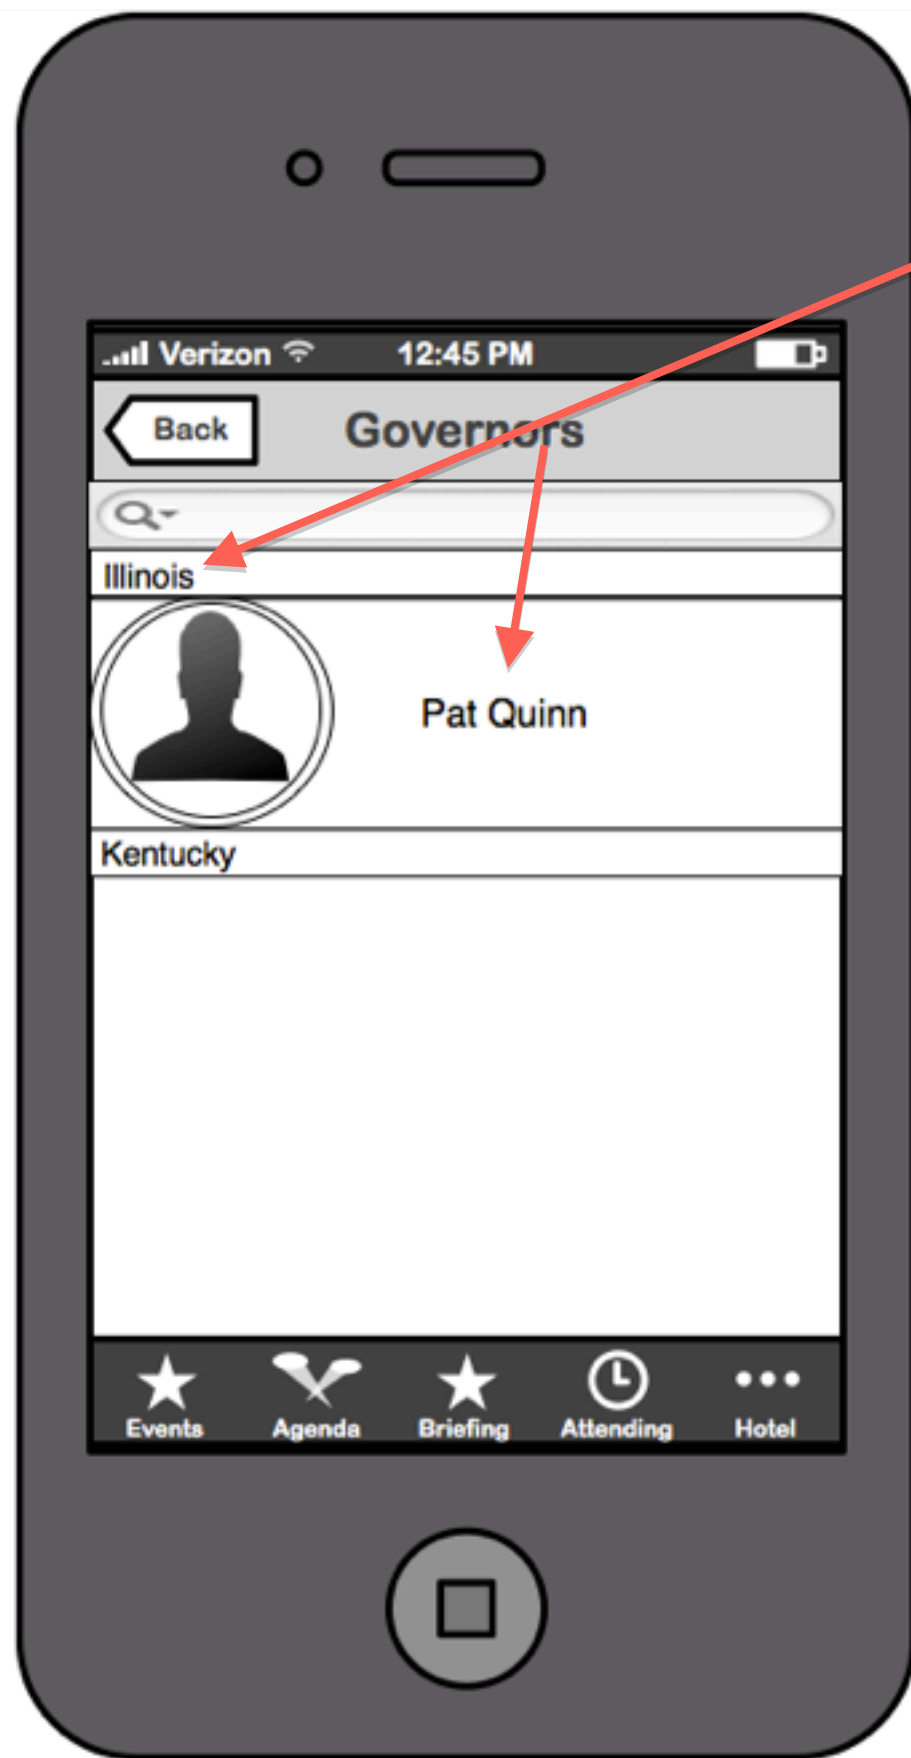 Verizon 12:45 PM
Back Governors
Illinois
Pat Quinn
Kentucky
Events Agenda Briefing Attending Hotel